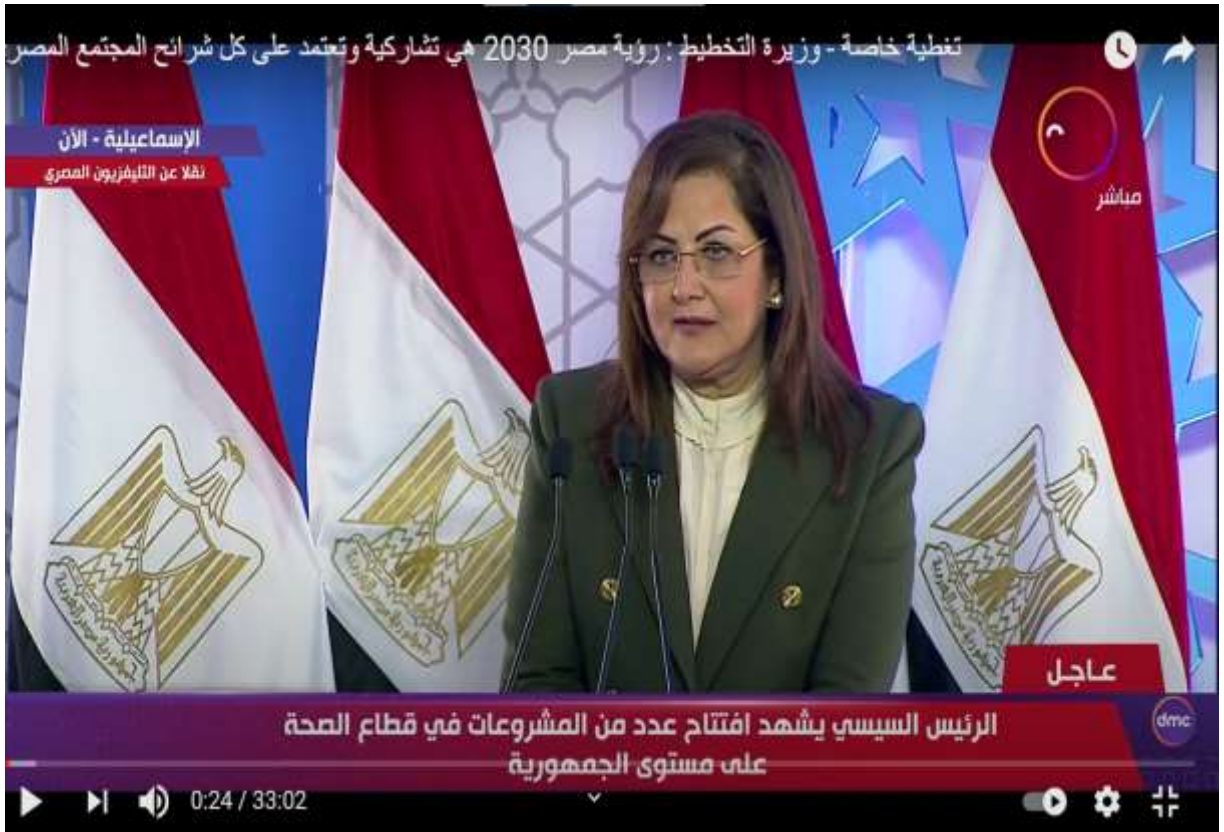 تغطية خاصة - وزيرة التخطيط : رؤية مصر 2030 هي تشاركية وتعتمد على كل شرائح المجتمع المصر
الإسماعيلية - الآن
نقلا عن التليفزيون المصري
مباشر
عاجل
dmc
الرئيس السيسي يشهد افتتاح عدد من المشروعات في قطاع الصحة
على مستوى الجمهورية
0:24 / 33:02